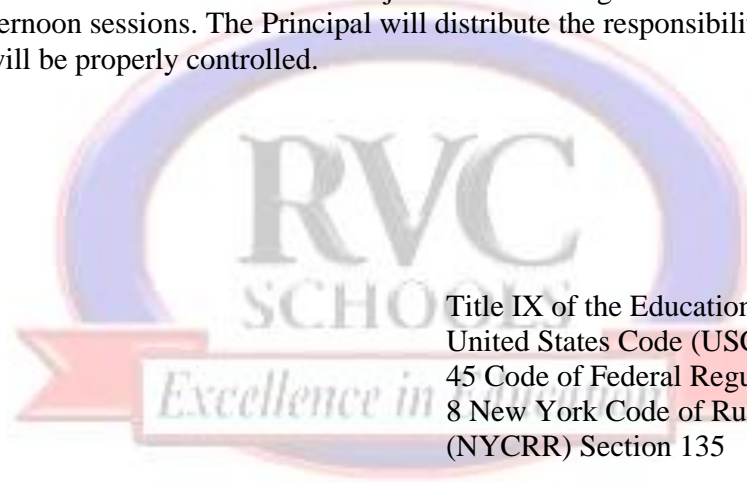 ernoon sessions. The Principal will distribute the responsibilit
will be properly controlled.
RVC
SCHOOLS
Title IX of the Education
United States Code (USC
45 Code of Federal Regu
Excellence in Education
8 New York Code of Ru
(NYCRR) Section 135